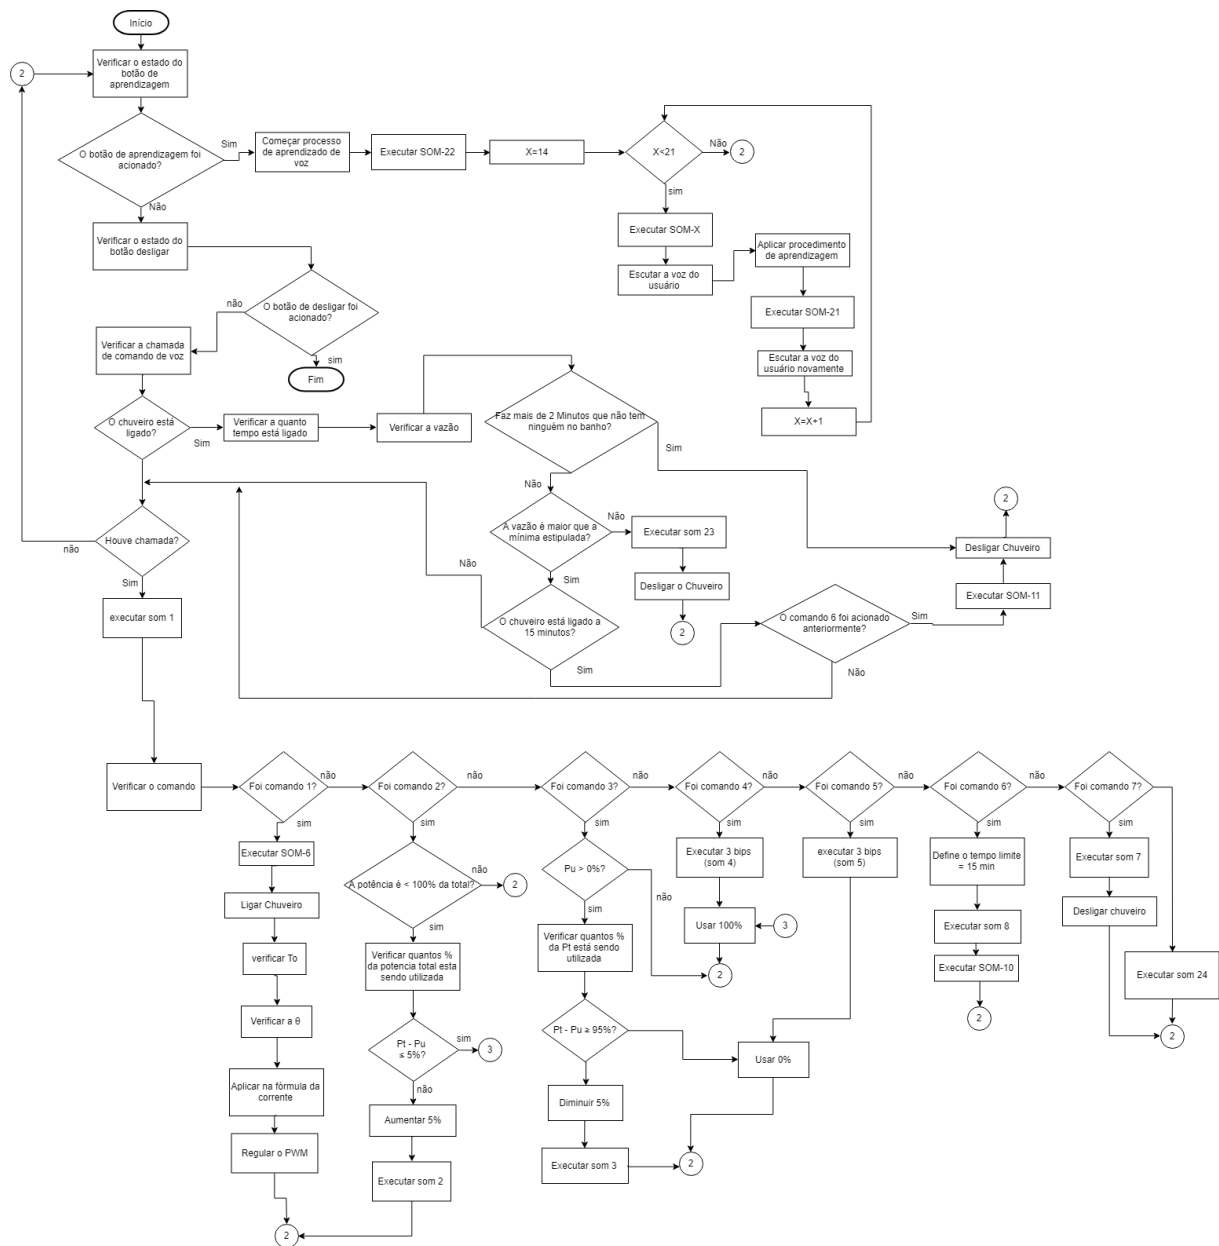 Início
2
Verificar o estado do
botão de
aprendizagem
O botão de aprendizagem foi
acionado?
Sim
Começar processo
de aprendizado de
voz
Executar SOM-22
X=14
X<21
Não
2
sim
Não
Verificar o estado do
botão desligar
Executar SOM-X
Escutar a voz do
usuário
Aplicar procedimento
de aprendizagem
Executar SOM-21
Escutar a voz do
usuário novamente
X=X+1
O botão de desligar foi
acionado?
não
sim
Fim
Verificar a chamada
de comando de voz
O chuveiro está
ligado?
Sim
Verificar a quanto
tempo está ligado
Verificar a vazão
Faz mais de 2 Minutos que não tem
ninguém no banho?
Sim
Não
A vazão é maior que a
mínima estipulada?
Não
Executar som 23
Desligar o Chuveiro
2
Sim
Não
O chuveiro está ligado a
15 minutos?
Sim
O comando 6 foi acionado
anteriormente?
Sim
Não
Executar SOM-11
Desligar Chuveiro
2
Houve chamada?
não
Sim
executar som 1
Verificar o comando
Foi comando 1?
não
sim
Executar SOM-6
Ligar Chuveiro
verificar To
Verificar a θ
Aplicar na fórmula da
corrente
Regular o PWM
2
Foi comando 2?
não
sim
A potência é < 100% da total?
2
sim
Verificar quantos %
da potencia total esta
sendo utilizada
Pt - Pu
≤ 5%?
sim
3
não
Aumentar 5%
Executar som 2
Foi comando 3?
não
sim
Pu > 0%?
não
sim
Verificar quantos %
da Pt está sendo
utilizada
Pt - Pu ≥ 95%?
Diminuir 5%
Executar som 3
2
Foi comando 4?
não
sim
Executar 3 bips
(som 4)
Usar 100%
3
2
Foi comando 5?
não
sim
executar 3 bips
(som 5)
Usar 0%
Foi comando 6?
não
sim
Define o tempo limite
= 15 min
Executar som 8
Executar SOM-10
2
Foi comando 7?
não
sim
Executar som 7
Desligar chuveiro
Executar som 24
2